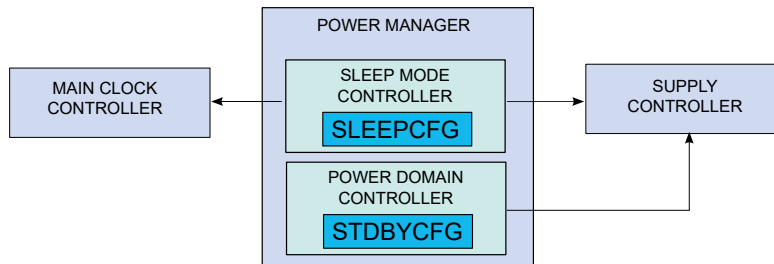 POWER MANAGER
MAIN CLOCK
CONTROLLER
SLEEP MODE
CONTROLLER
SLEEPCFG
SUPPLY
CONTROLLER
POWER DOMAIN
CONTROLLER
STDBYCFG